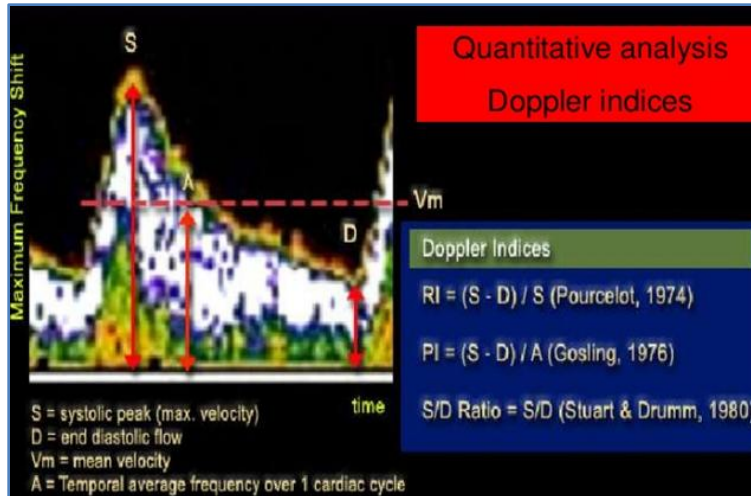 Quantitative analysis
Doppler indices
Maximum Frequency Shift
S
A
D
Vm
time
Doppler Indices
RI = (S - D) / S (Pourcelot, 1974)
PI = (S - D) / A (Gosling, 1976)
S/D Ratio = S/D (Stuart & Drumm, 1980)
S = systolic peak (max. velocity)
D = end diastolic flow
Vm = mean velocity
A = Temporal average frequency over 1 cardiac cycle